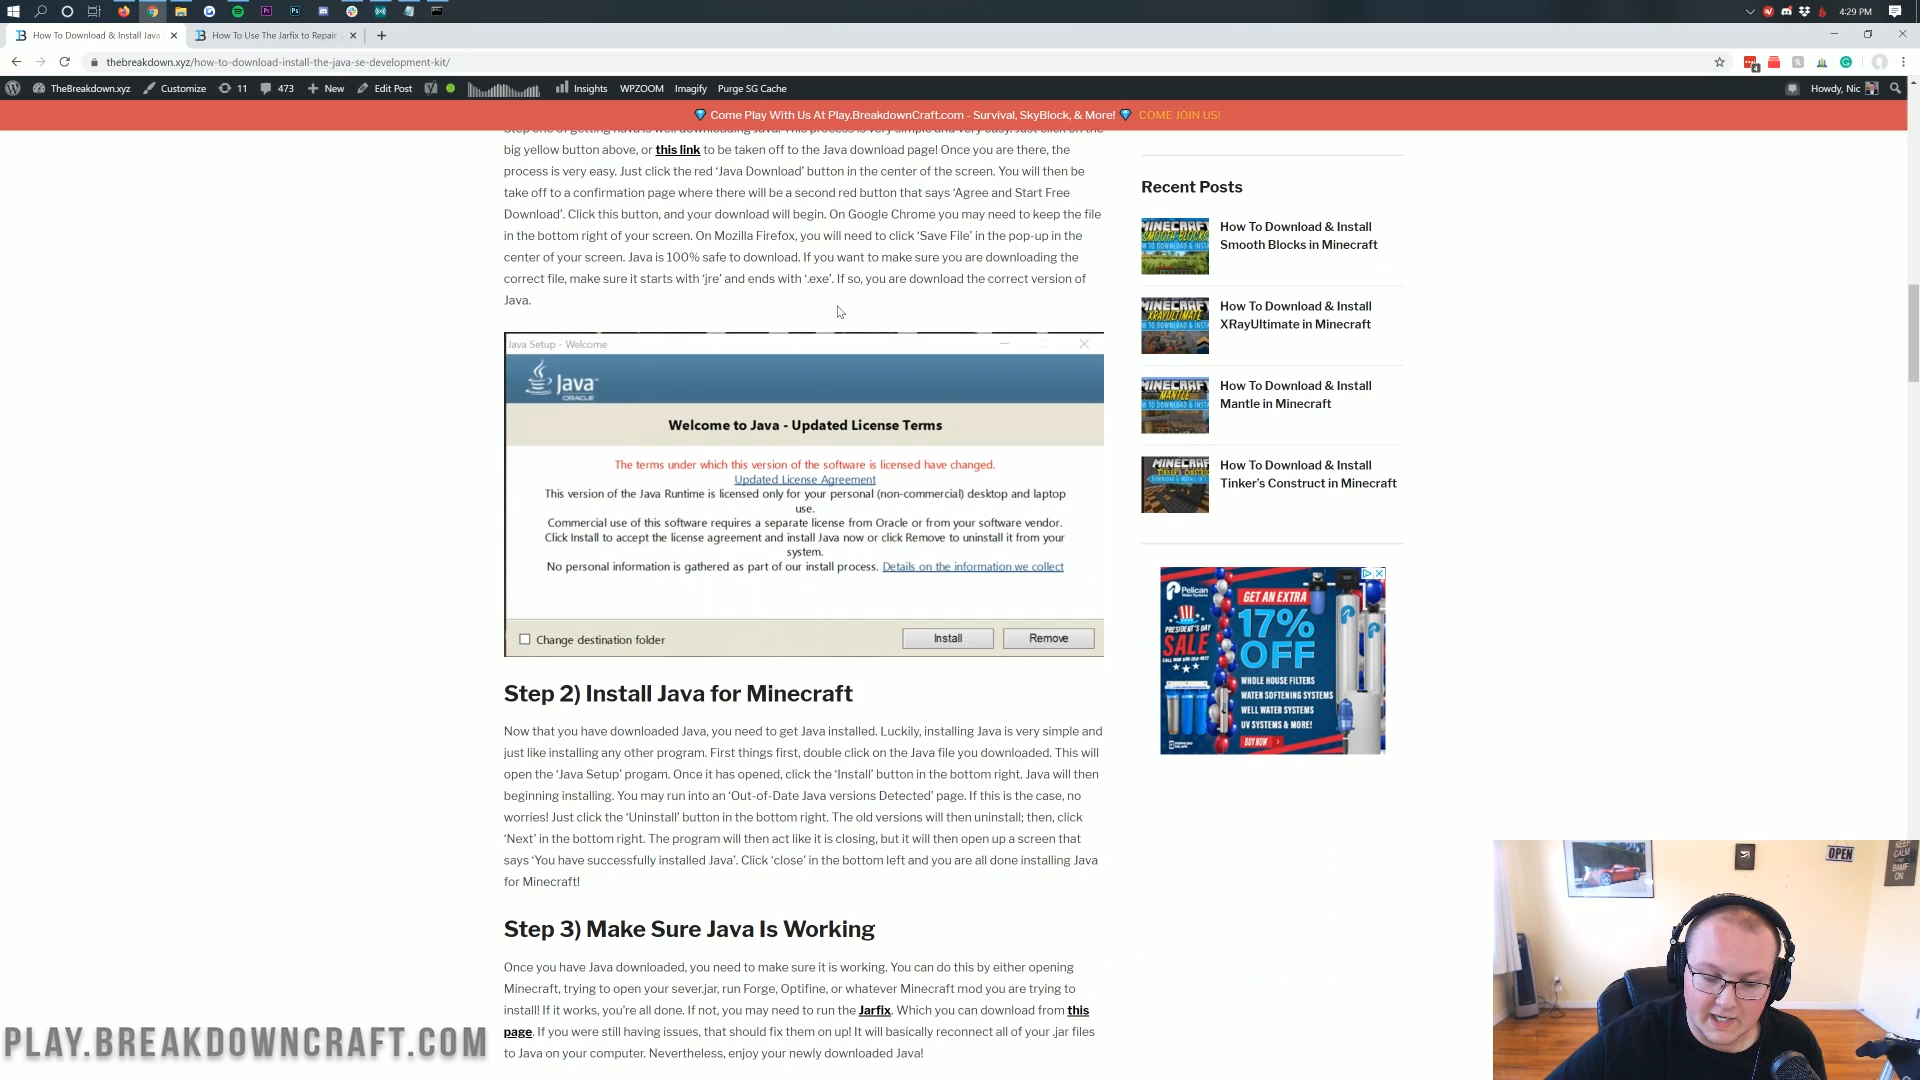 4:29 PM
How To Download & Install Java
How To Use The Jarfix to Repair
thebreakdown.xyz/how-to-download-install-the-java-se-development-kit/
TheBreakdown.xyz Customize 11 473 New Edit Post Insights WPZOOM Imagify Purge SG Cache Howdy, Nic
Come Play With Us At Play.BreakdownCraft.com - Survival, SkyBlock, & More! COME JOIN US!
big yellow button above, or this link to be taken off to the Java download page! Once you are there, the
process is very easy. Just click the red ‘Java Download’ button in the center of the screen. You will then be
take off to a confirmation page where there will be a second red button that says ‘Agree and Start Free
Download’. Click this button, and your download will begin. On Google Chrome you may need to keep the file
in the bottom right of your screen. On Mozilla Firefox, you will need to click ‘Save File’ in the pop-up in the
center of your screen. Java is 100% safe to download. If you want to make sure you are downloading the
correct file, make sure it starts with ‘jre’ and ends with ‘.exe’. If so, you are download the correct version of
Java.
Java Setup - Welcome
Java
ORACLE
Welcome to Java - Updated License Terms
The terms under which this version of the software is licensed have changed.
Updated License Agreement
This version of the Java Runtime is licensed only for your personal (non-commercial) desktop and laptop
use.
Commercial use of this software requires a separate license from Oracle or from your software vendor.
Click Install to accept the license agreement and install Java now or click Remove to uninstall it from your
system.
No personal information is gathered as part of our install process. Details on the information we collect
Change destination folder
Install
Remove
Step 2) Install Java for Minecraft
Now that you have downloaded Java, you need to get Java installed. Luckily, installing Java is very simple and
just like installing any other program. First things first, double click on the Java file you downloaded. This will
open the ‘Java Setup’ progam. Once it has opened, click the ‘Install’ button in the bottom right. Java will then
beginning installing. You may run into an ‘Out-of-Date Java versions Detected’ page. If this is the case, no
worries! Just click the ‘Uninstall’ button in the bottom right. The old versions will then uninstall; then, click
‘Next’ in the bottom right. The program will then act like it is closing, but it will then open up a screen that
says ‘You have successfully installed Java’. Click ‘close’ in the bottom left and you are all done installing Java
for Minecraft!
Step 3) Make Sure Java Is Working
Once you have Java downloaded, you need to make sure it is working. You can do this by either opening
Minecraft, trying to open your sever.jar, run Forge, Optifine, or whatever Minecraft mod you are trying to
install! If it works, you’re all done. If not, you may need to run the Jarfix. Which you can download from this
page. If you were still having issues, that should fix them on up! It will basically reconnect all of your .jar files
to Java on your computer. Nevertheless, enjoy your newly downloaded Java!
Recent Posts
How To Download & Install
Smooth Blocks in Minecraft
How To Download & Install
XRayUltimate in Minecraft
How To Download & Install
Mantle in Minecraft
How To Download & Install
Tinker’s Construct in Minecraft
Pelican
PRESIDENT'S DAY
SALE
GET AN EXTRA
17%
OFF
WHOLE HOUSE FILTERS
WATER SOFTENING SYSTEMS
WELL WATER SYSTEMS
UV SYSTEMS & MORE!
BUY NOW
OPEN
KEEP
CALM
AND
PLAY.BREAKDOWNCRAFT.COM